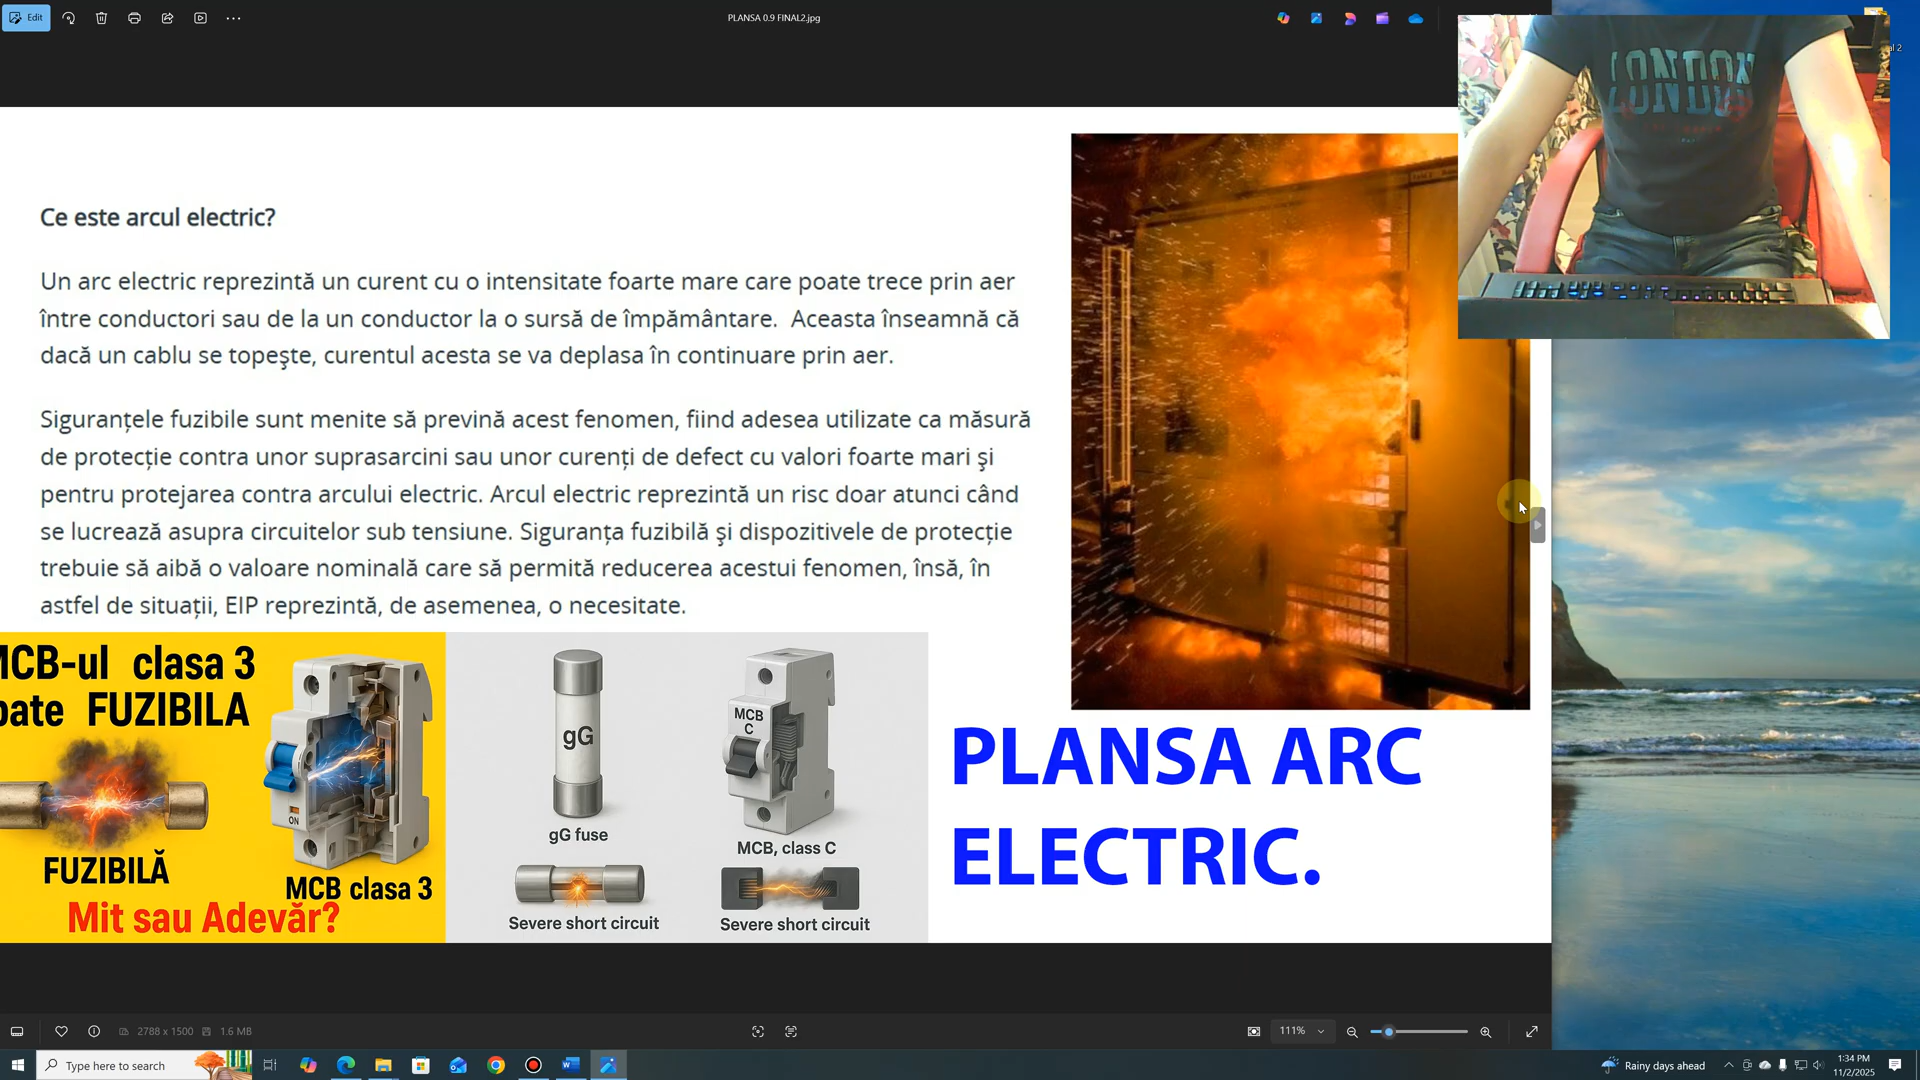 Edit
PLANSA 0.9 FINAL2.jpg
al 2
LONDON
Ce este arcul electric?
Un arc electric reprezintă un curent cu o intensitate foarte mare care poate trece prin aer
între conductori sau de la un conductor la o sursă de împământare. Aceasta înseamnă că
dacă un cablu se topește, curentul acesta se va deplasa în continuare prin aer.
Siguranțele fuzibile sunt menite să prevină acest fenomen, fiind adesea utilizate ca măsură
de protecție contra unor suprasarcini sau unor curenți de defect cu valori foarte mari și
pentru protejarea contra arcului electric. Arcul electric reprezintă un risc doar atunci când
se lucrează asupra circuitelor sub tensiune. Siguranța fuzibilă și dispozitivele de protecție
trebuie să aibă o valoare nominală care să permită reducerea acestui fenomen, însă, în
astfel de situații, EIP reprezintă, de asemenea, o necesitate.
MCB-ul clasa 3
oate FUZIBILA
ON
FUZIBILĂ
MCB clasa 3
Mit sau Adevăr?
gG
gG fuse
Severe short circuit
MCB
C
MCB, class C
Severe short circuit
PLANSA ARC
ELECTRIC.
2788 x 1500
1.6 MB
111%
Type here to search
Rainy days ahead
1:34 PM
11/2/2025